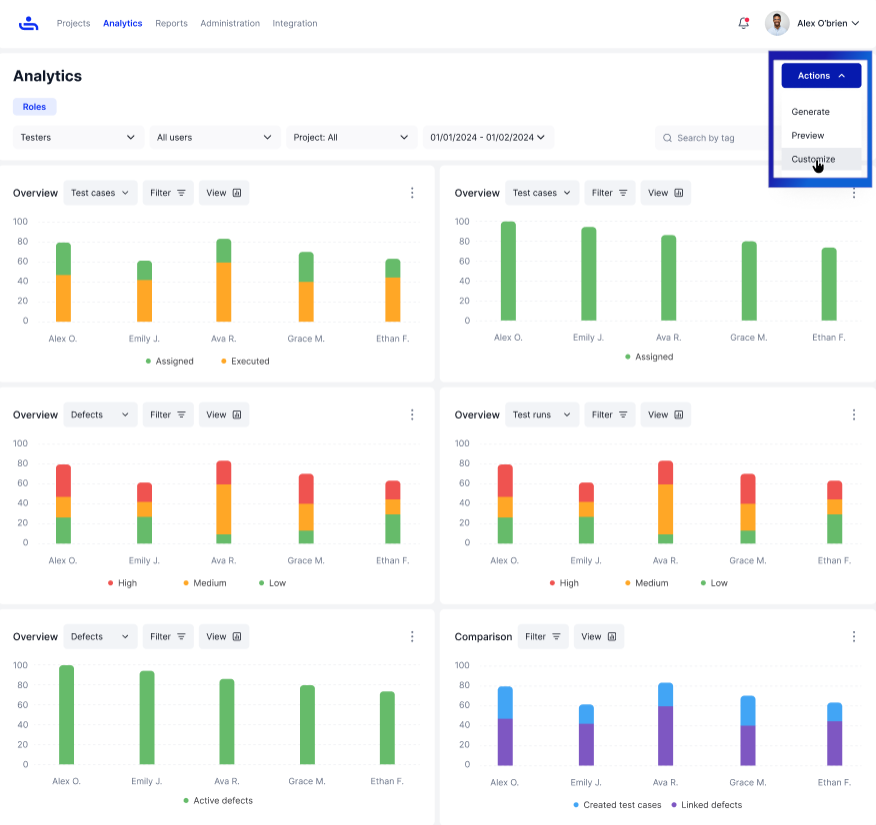 Projects Analytics Reports Administration Integration Alex O'brien
Analytics
Actions
Roles
Generate
Preview
Customize
Testers All users Project: All 01/01/2024 - 01/02/2024 Search by tag
Overview Test cases Filter View
100
80
60
40
20
0
Alex O. Emily J. Ava R. Grace M. Ethan F.
Assigned Executed
Overview Test cases Filter View
100
80
60
40
20
0
Alex O. Emily J. Ava R. Grace M. Ethan F.
Assigned
Overview Defects Filter View
100
80
60
40
20
0
Alex O. Emily J. Ava R. Grace M. Ethan F.
High Medium Low
Overview Test runs Filter View
100
80
60
40
20
0
Alex O. Emily J. Ava R. Grace M. Ethan F.
High Medium Low
Overview Defects Filter View
100
80
60
40
20
0
Alex O. Emily J. Ava R. Grace M. Ethan F.
Active defects
Comparison Filter View
100
80
60
40
20
0
Alex O. Emily J. Ava R. Grace M. Ethan F.
Created test cases Linked defects